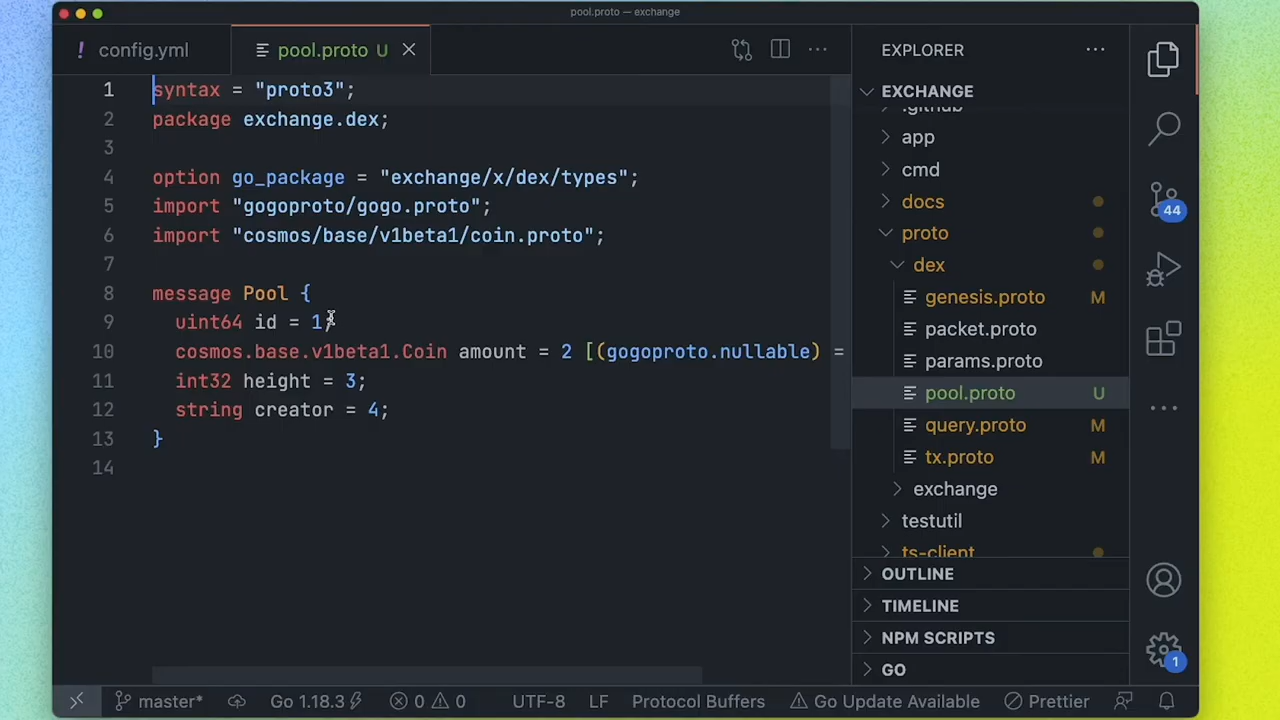 pool.proto — exchange
! config.yml
pool.proto U
EXPLORER
EXCHANGE
.github
app
cmd
docs
proto
dex
genesis.proto M
packet.proto
params.proto
pool.proto U
query.proto M
tx.proto M
exchange
testutil
ts-client
OUTLINE
TIMELINE
NPM SCRIPTS
GO
44
1
1 syntax = "proto3";
2 package exchange.dex;
3
4 option go_package = "exchange/x/dex/types";
5 import "gogoproto/gogo.proto";
6 import "cosmos/base/v1beta1/coin.proto";
7
8 message Pool {
9 uint64 id = 1;
10 cosmos.base.v1beta1.Coin amount = 2 [(gogoproto.nullable) =
11 int32 height = 3;
12 string creator = 4;
13 }
14
master* Go 1.18.3 0 0 UTF-8 LF Protocol Buffers Go Update Available Prettier